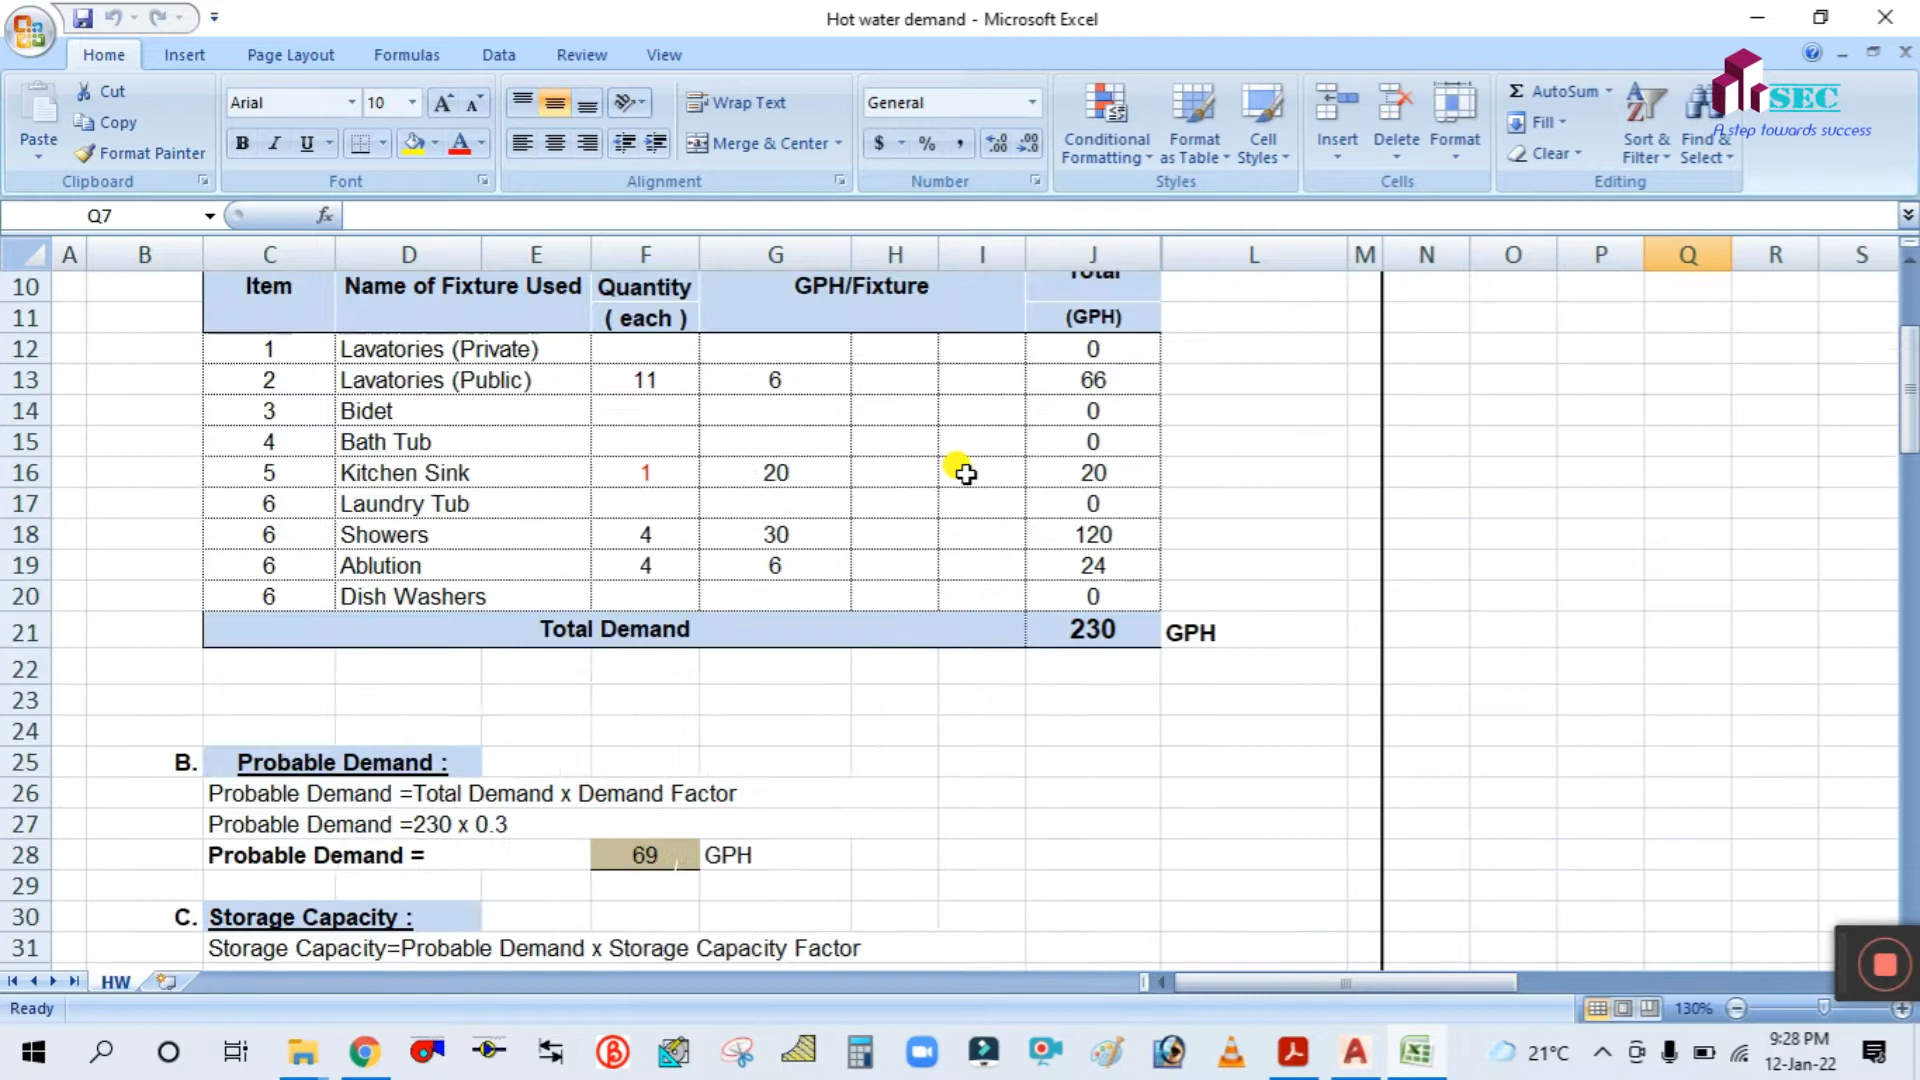 Hot water demand - Microsoft Excel
Home Insert Page Layout Formulas Data Review View
Paste Cut Copy Format Painter Clipboard
Arial 10 A A B I U A Font
Wrap Text Merge & Center Alignment
General $ % , .0 .00 .00 .0 Number
Conditional Formatting Format as Table Cell Styles Styles
Insert Delete Format Cells
Σ AutoSum Fill Clear Sort & Filter Find & Select Editing
SEC
A step towards success
Q7 fx
A B C D E F G H I J L M N O P Q R S
10 Item Name of Fixture Used Quantity GPH/Fixture Total
11 ( each ) (GPH)
12 1 Lavatories (Private) 0
13 2 Lavatories (Public) 11 6 66
14 3 Bidet 0
15 4 Bath Tub 0
16 5 Kitchen Sink 1 20 20
17 6 Laundry Tub 0
18 6 Showers 4 30 120
19 6 Ablution 4 6 24
20 6 Dish Washers 0
21 Total Demand 230 GPH
22
23
24
25 B. Probable Demand :
26 Probable Demand =Total Demand x Demand Factor
27 Probable Demand =230 x 0.3
28 Probable Demand = 69 GPH
29
30 C. Storage Capacity :
31 Storage Capacity=Probable Demand x Storage Capacity Factor
HW
Ready 130%
21°C 9:28 PM
12-Jan-22